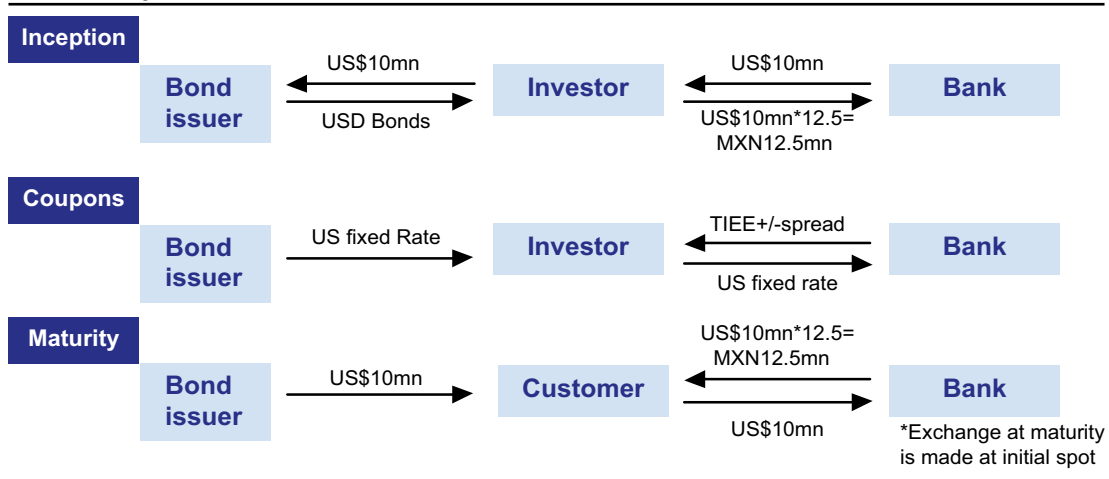 Inception
US$10mn
US$10mn
Bond
issuer
Investor
Bank
USD Bonds
US$10mn*12.5=
MXN12.5mn
Coupons
US fixed Rate
TIEE+/-spread
Bond
issuer
Investor
Bank
US fixed rate
Maturity
US$10mn*12.5=
MXN12.5mn
US$10mn
Bond
issuer
Customer
Bank
US$10mn
*Exchange at maturity
is made at initial spot